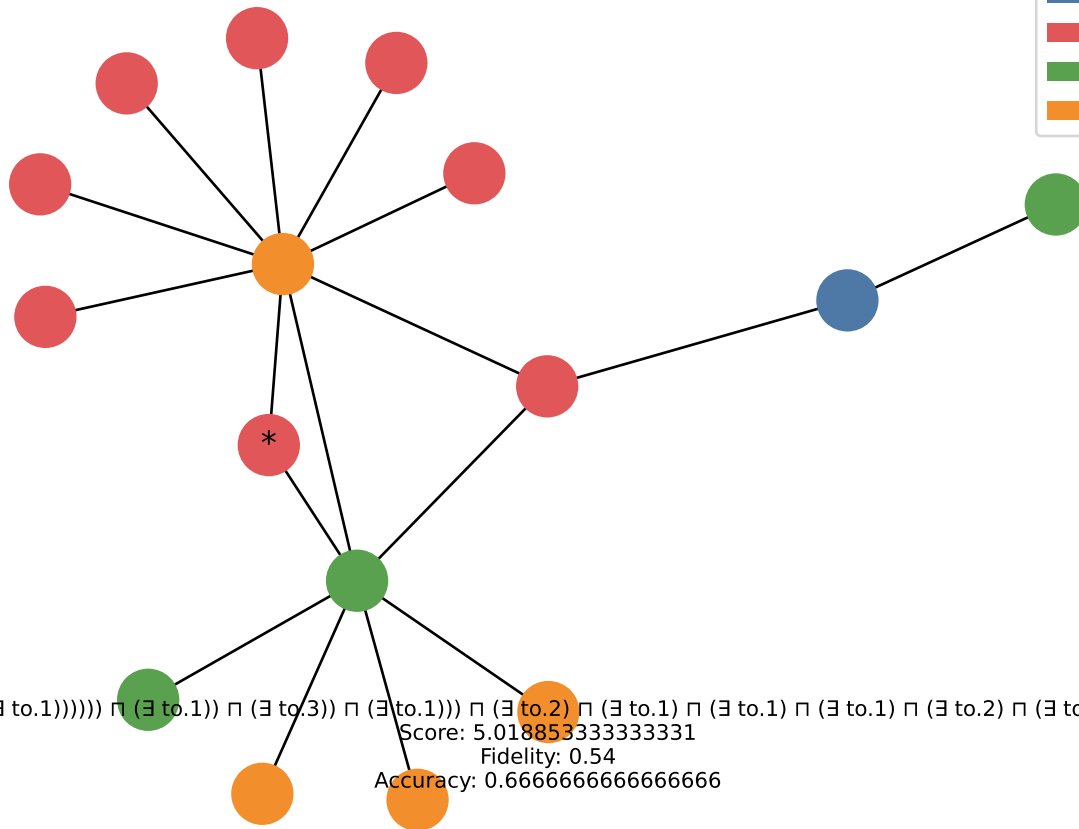 *
∃ to.1)))))) ⊓ (∃ to.1)) ⊓ (∃ to.3)) ⊓ (∃ to.1))) ⊓ (∃ to.2) ⊓ (∃ to.1) ⊓ (∃ to.1) ⊓ (∃ to.1) ⊓ (∃ to.2) ⊓ (∃
Score: 5.018853333333331
Fidelity: 0.54
Accuracy: 0.6666666666666666